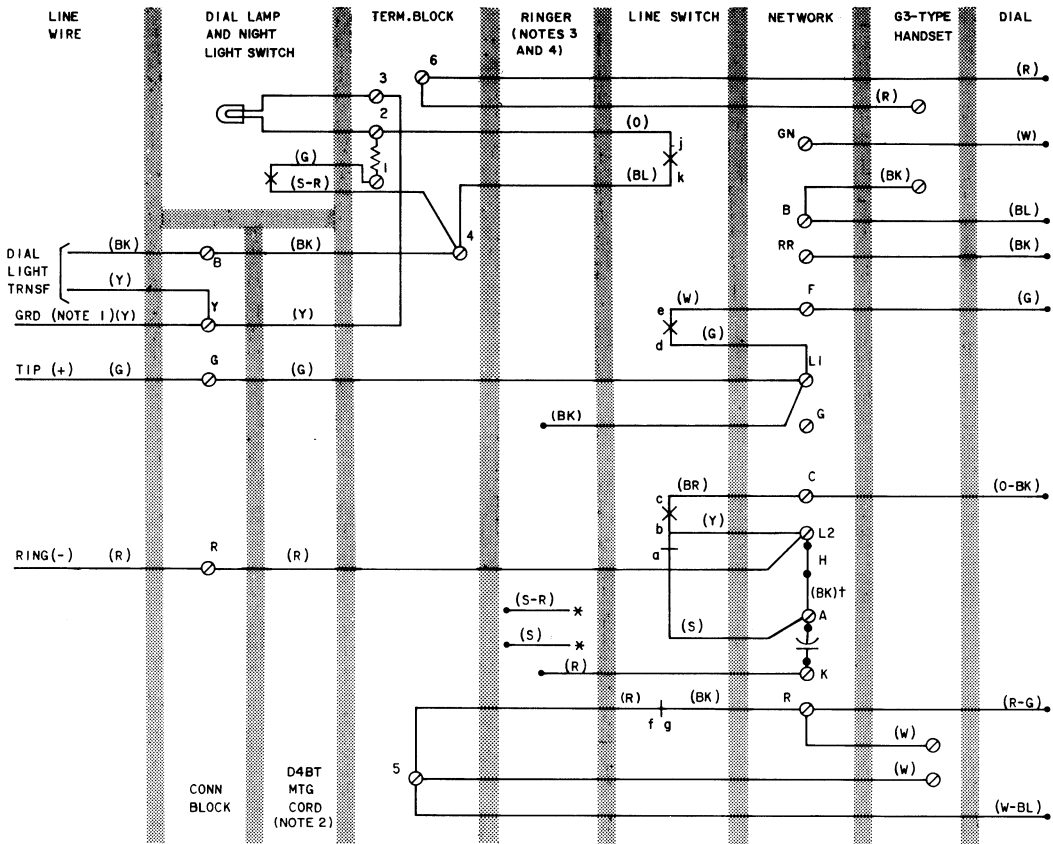 LINE
WIRE
DIAL LAMP
AND NIGHT
LIGHT SWITCH
TERM.BLOCK
RINGER
(NOTES 3
AND 4)
LINE SWITCH
NETWORK
G3-TYPE
HANDSET
DIAL
6
(R)
3
(R)
2
(O)
GN
(W)
j
(G)
1
k
(BK)
(S-R)
(BL)
B
(BL)
4
DIAL
LIGHT
TRNSF
(BK)
B
(BK)
RR
(BK)
(Y)
Y
F
(G)
e
(W)
GRD (NOTE 1)(Y)
(Y)
d
(G)
L1
TIP (+)
(G)
G
(G)
(BK)
G
C
(O-BK)
c
(BR)
b
(Y)
L2
a
RING(-)
(R)
R
(R)
H
(BK)†
(S-R)
*
A
(S)
*
(S)
(R)
K
(R)
(BK)
R
(R-G)
f g
(W)
5
(W)
CONN
BLOCK
D4BT
MTG
CORD
(NOTE 2)
(W-BL)